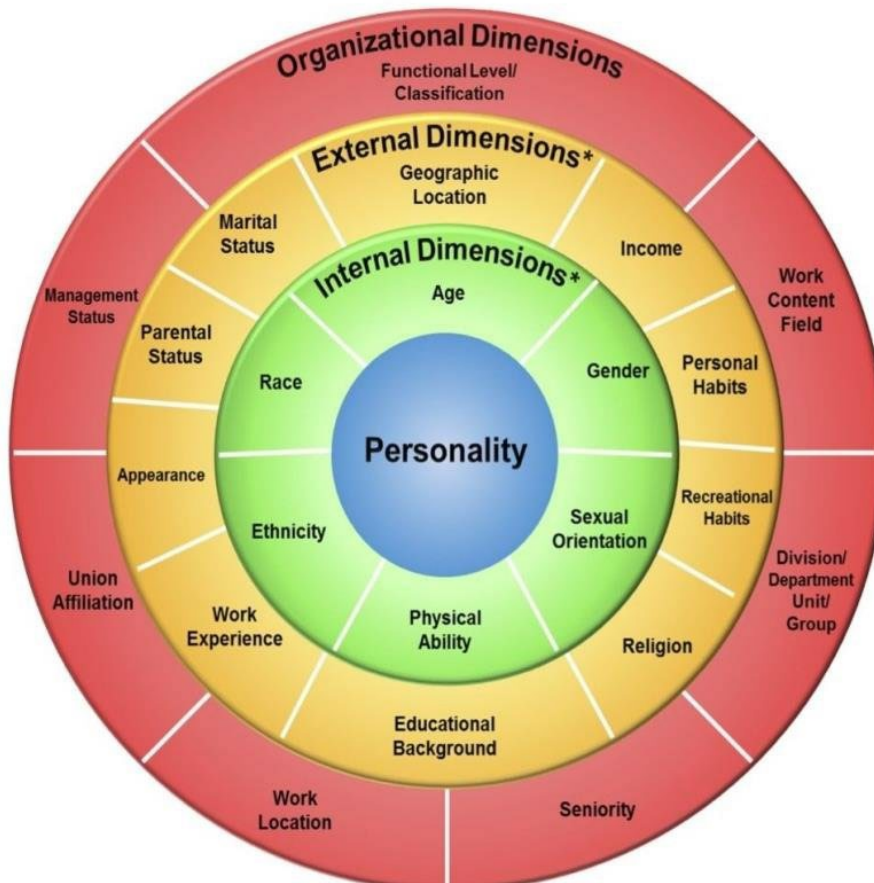 Organizational Dimensions
Functional Level/
Classification
External Dimensions*
Geographic
Location
Marital
Status
Income
Internal Dimensions*
Age
Management
Status
Work
Content
Field
Parental
Status
Personal
Habits
Race
Gender
Personality
Appearance
Recreational
Habits
Ethnicity
Sexual
Orientation
Union
Affiliation
Division/
Department
Unit/
Group
Work
Experience
Physical
Ability
Religion
Educational
Background
Work
Location
Seniority